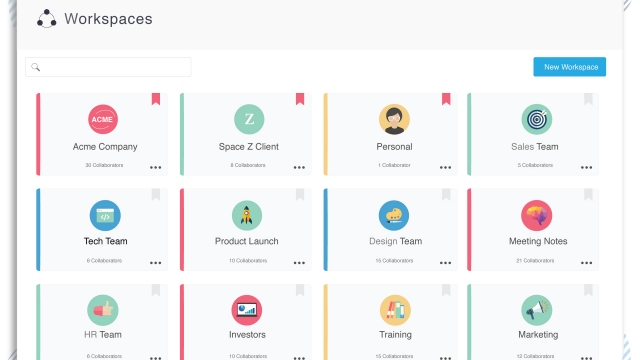 Workspaces
New Workspace
ACME
Acme Company
30 Collaborators
Z
Space Z Client
8 Collaborators
Personal
1 Collaborator
Sales Team
5 Collaborators
Tech Team
6 Collaborators
Product Launch
10 Collaborators
Design Team
15 Collaborators
Meeting Notes
21 Collaborators
HR Team
6 Collaborators
Investors
10 Collaborators
Training
15 Collaborators
Marketing
12 Collaborators